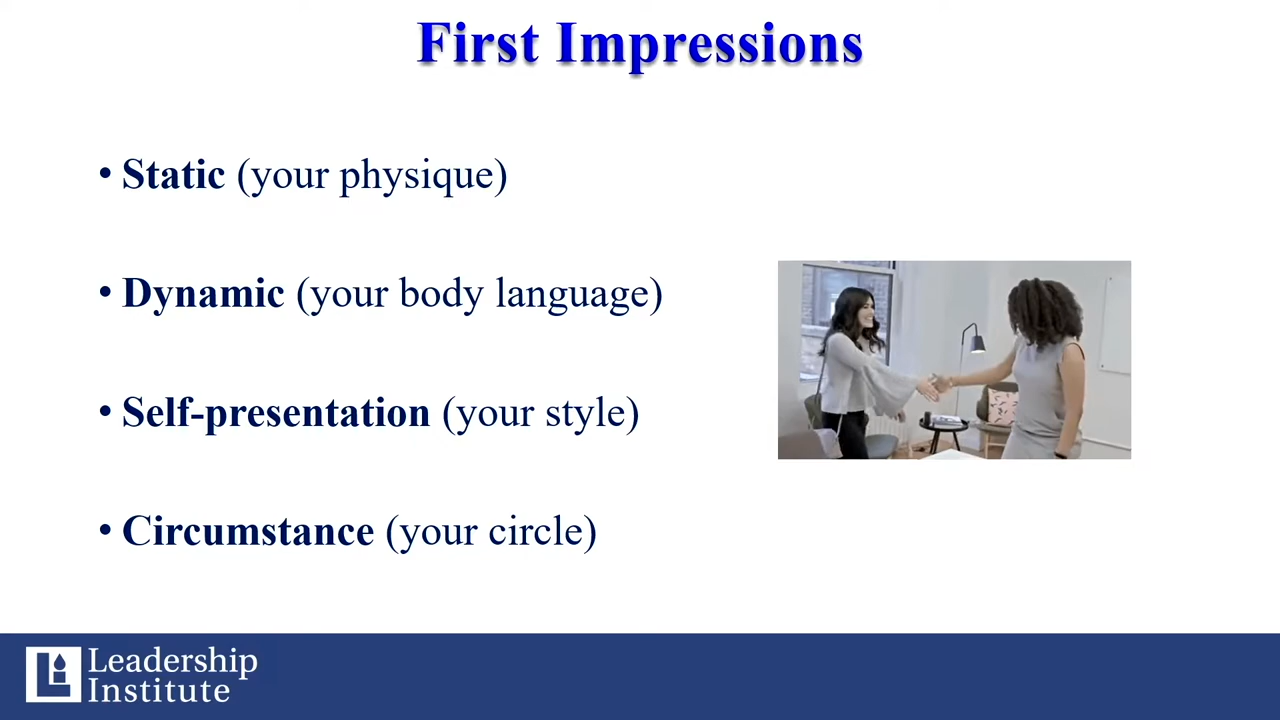 First Impressions
• Static (your physique)
• Dynamic (your body language)
• Self-presentation (your style)
• Circumstance (your circle)
Leadership
Institute